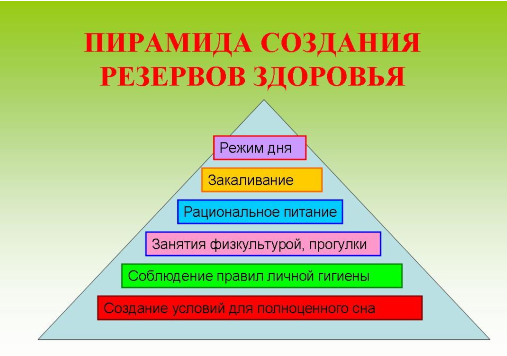 ПИРАМИДА СОЗДАНИЯ
РЕЗЕРВОВ ЗДОРОВЬЯ
Режим дня
Закаливание
Рациональное питание
Занятия физкультурой, прогулки
Соблюдение правил личной гигиены
Создание условий для полноценного сна